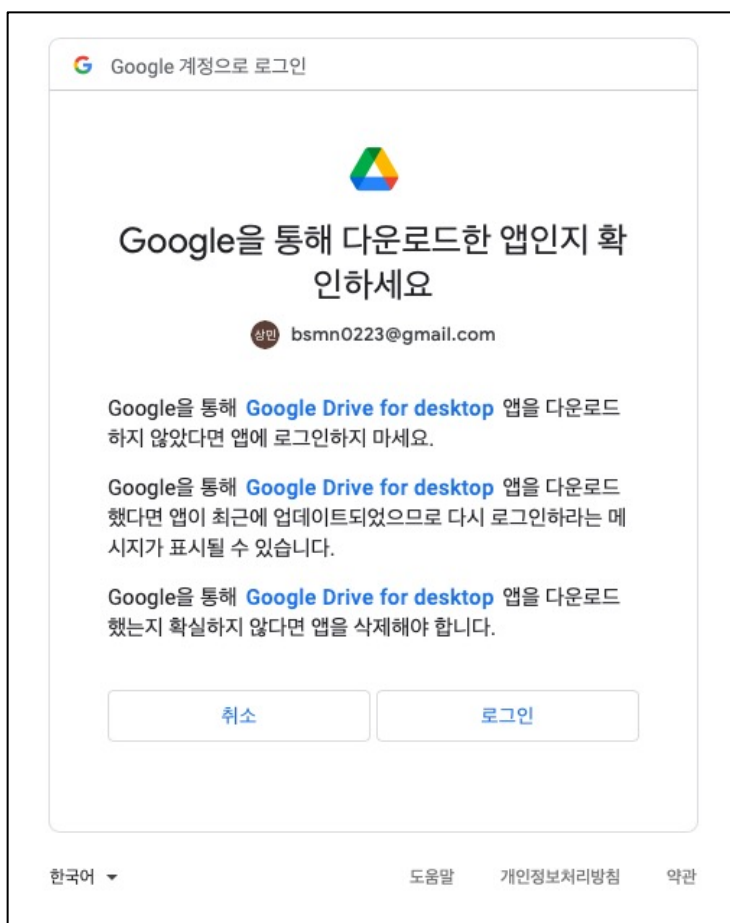 Google 계정으로 로그인
Google을 통해 다운로드한 앱인지 확
인하세요
상민 bsmn0223@gmail.com
Google을 통해 Google Drive for desktop 앱을 다운로드
하지 않았다면 앱에 로그인하지 마세요.
Google을 통해 Google Drive for desktop 앱을 다운로드
했다면 앱이 최근에 업데이트되었으므로 다시 로그인하라는 메
시지가 표시될 수 있습니다.
Google을 통해 Google Drive for desktop 앱을 다운로드
했는지 확실하지 않다면 앱을 삭제해야 합니다.
취소 로그인
한국어 도움말 개인정보처리방침 약관